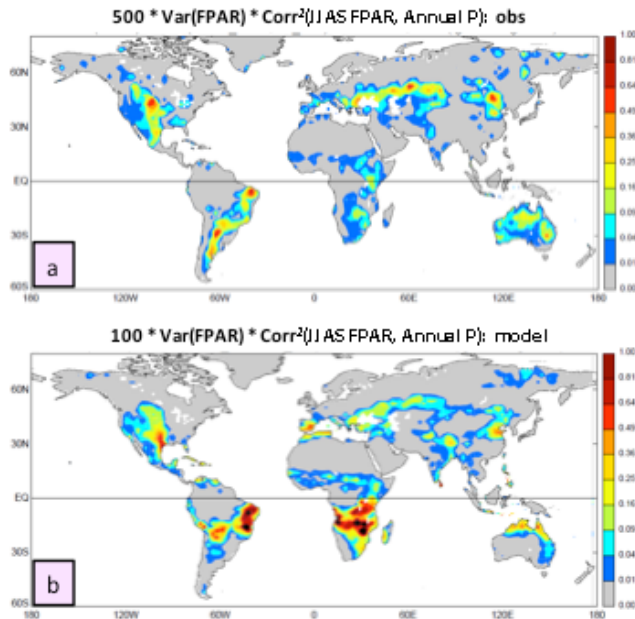 500 * Var(FPAR) * Corr²(JJAS FPAR, Annual P): obs
60N
30N
EQ
30S
60S
180
120W
60W
0
60E
120E
180
1.00
0.81
0.64
0.49
0.36
0.25
0.16
0.09
0.04
0.01
0.00
a
100 * Var(FPAR) * Corr²(JJAS FPAR, Annual P): model
60N
30N
EQ
30S
60S
180
120W
60W
0
60E
120E
180
1.00
0.81
0.64
0.49
0.36
0.25
0.16
0.09
0.04
0.01
0.00
b